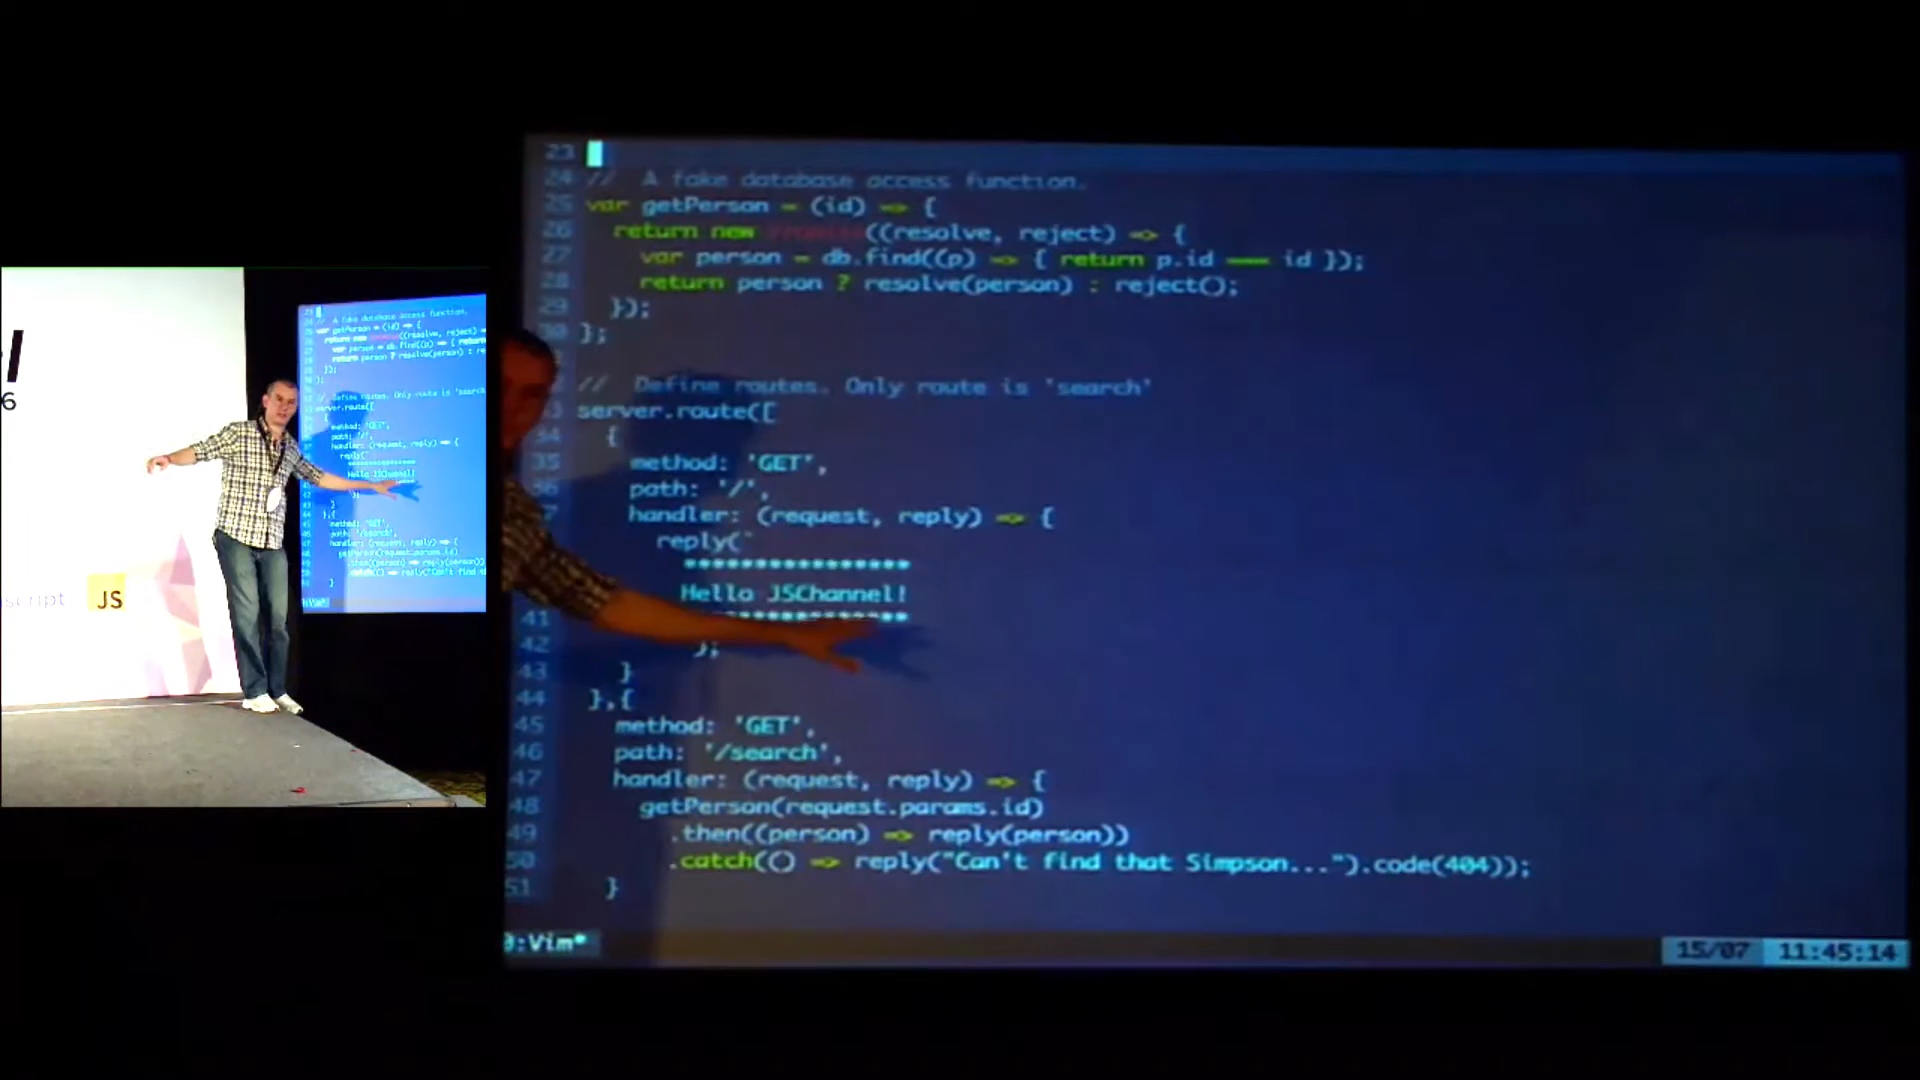 23
24 //  A fake database access function.
25 var getPerson = (id) => {
26 return new Promise((resolve, reject) => {
27 var person = db.find((p) => { return p.id === id });
28 return person ? resolve(person) : reject();
29 });
30 };
// Define routes. Only route is 'search'
server.route([
34 {
35 method: 'GET',
36 path: '/',
handler: (request, reply) => {
reply(`
****************
Hello JSChannel!
41 ****************
42 );
43 }
44 },{
45 method: 'GET',
46 path: '/search',
47 handler: (request, reply) => {
48 getPerson(request.params.id)
49 .then((person) => reply(person))
50 .catch(() => reply("Can't find that Simpson...").code(404));
51 }
0:Vim*
15/07 11:45:14
6
script JS